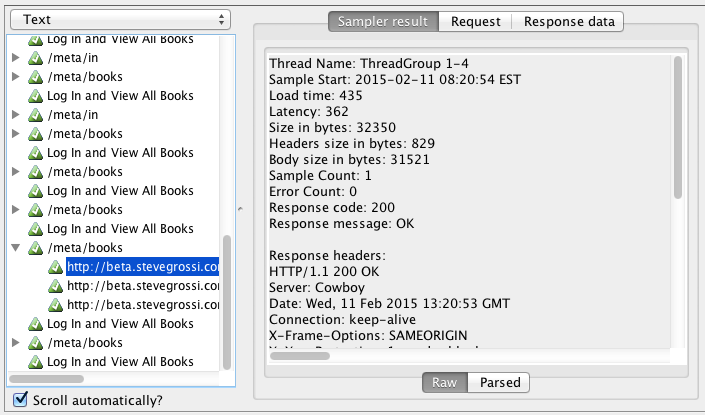 Text
Log In and View All Books
/meta/in
/meta/books
Log In and View All Books
/meta/in
/meta/books
Log In and View All Books
/meta/books
Log In and View All Books
/meta/books
Log In and View All Books
/meta/books
http://beta.stevegrossi.co
http://beta.stevegrossi.co
http://beta.stevegrossi.co
Log In and View All Books
/meta/books
Log In and View All Books
Scroll automatically?
Sampler result Request Response data
Thread Name: ThreadGroup 1-4
Sample Start: 2015-02-11 08:20:54 EST
Load time: 435
Latency: 362
Size in bytes: 32350
Headers size in bytes: 829
Body size in bytes: 31521
Sample Count: 1
Error Count: 0
Response code: 200
Response message: OK
Response headers:
HTTP/1.1 200 OK
Server: Cowboy
Date: Wed, 11 Feb 2015 13:20:53 GMT
Connection: keep-alive
X-Frame-Options: SAMEORIGIN
Raw Parsed